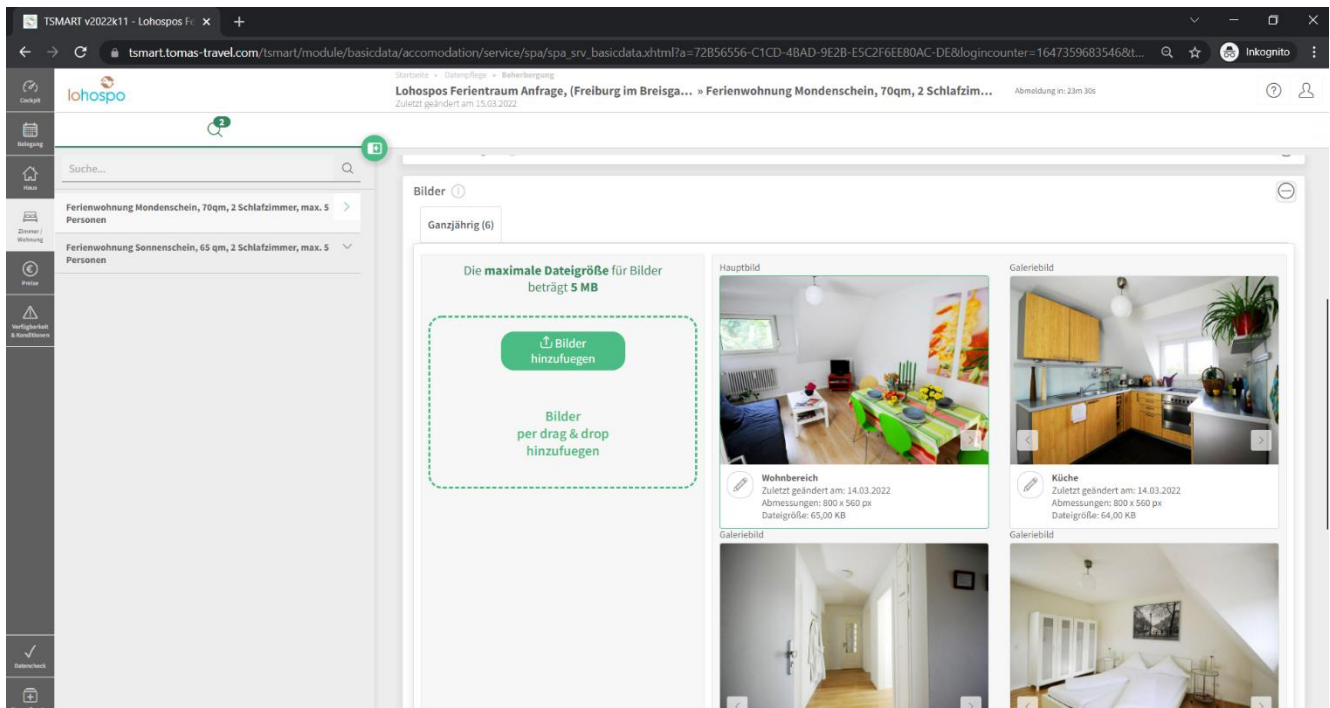 TSMART v2022k11 - Lohospos Fe
tsmart.tomas-travel.com/tsmart/module/basicdata/accomodation/service/spa/spa_srv_basicdata.xhtml?a=72B56556-C1CD-4BAD-9E2B-E5C2F6EE80AC-DE&logincounter=1647359683546&t...
Inkognito
Cockpit
Belegung
Haus
Zimmer /
Wohnung
Preise
Verfügbarkeit
& Konditionen
Datencheck
lohospo
2
Suche...
Ferienwohnung Mondenschein, 70qm, 2 Schlafzimmer, max. 5
Personen
Ferienwohnung Sonnenschein, 65 qm, 2 Schlafzimmer, max. 5
Personen
Startseite » Datenpflege » Beherbergung
Lohospos Ferientraum Anfrage, (Freiburg im Breisga... » Ferienwohnung Mondenschein, 70qm, 2 Schlafzim...
Zuletzt geändert am 15.03.2022
Abmeldung in: 23m 30s
Bilder
Ganzjährig (6)
Die maximale Dateigröße für Bilder
beträgt 5 MB
Bilder
hinzufuegen
Bilder
per drag & drop
hinzufuegen
Hauptbild
Wohnbereich
Zuletzt geändert am: 14.03.2022
Abmessungen: 800 x 560 px
Dateigröße: 65,00 KB
Galeriebild
Küche
Zuletzt geändert am: 14.03.2022
Abmessungen: 800 x 560 px
Dateigröße: 64,00 KB
Galeriebild
Galeriebild